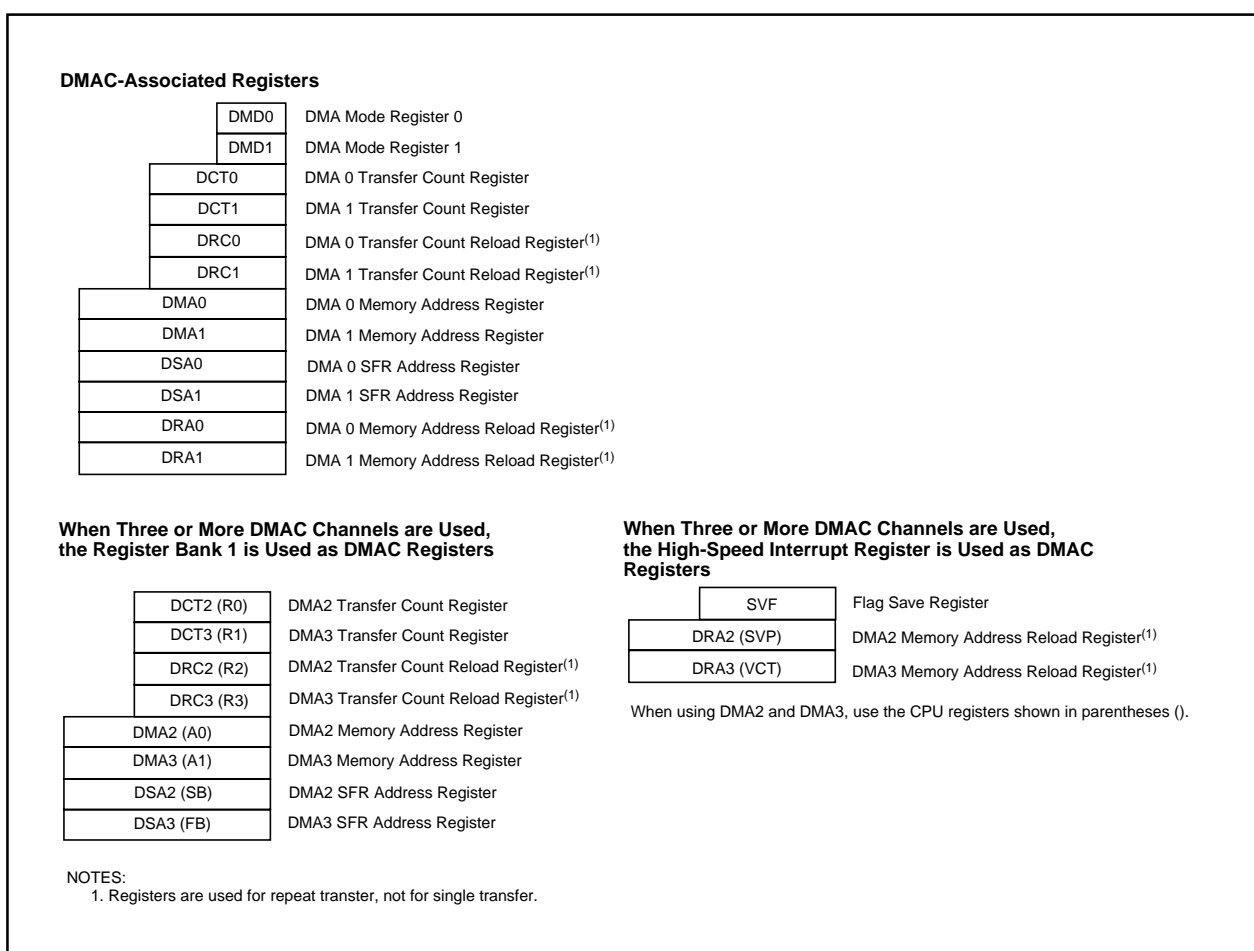 DMAC-Associated Registers
DMD0 DMA Mode Register 0
DMD1 DMA Mode Register 1
DCT0 DMA 0 Transfer Count Register
DCT1 DMA 1 Transfer Count Register
DRC0 DMA 0 Transfer Count Reload Register(1)
DRC1 DMA 1 Transfer Count Reload Register(1)
DMA0 DMA 0 Memory Address Register
DMA1 DMA 1 Memory Address Register
DSA0 DMA 0 SFR Address Register
DSA1 DMA 1 SFR Address Register
DRA0 DMA 0 Memory Address Reload Register(1)
DRA1 DMA 1 Memory Address Reload Register(1)
When Three or More DMAC Channels are Used,
the Register Bank 1 is Used as DMAC Registers
DCT2 (R0) DMA2 Transfer Count Register
DCT3 (R1) DMA3 Transfer Count Register
DRC2 (R2) DMA2 Transfer Count Reload Register(1)
DRC3 (R3) DMA3 Transfer Count Reload Register(1)
DMA2 (A0) DMA2 Memory Address Register
DMA3 (A1) DMA3 Memory Address Register
DSA2 (SB) DMA2 SFR Address Register
DSA3 (FB) DMA3 SFR Address Register
When Three or More DMAC Channels are Used,
the High-Speed Interrupt Register is Used as DMAC
Registers
SVF Flag Save Register
DRA2 (SVP) DMA2 Memory Address Reload Register(1)
DRA3 (VCT) DMA3 Memory Address Reload Register(1)
When using DMA2 and DMA3, use the CPU registers shown in parentheses ().
NOTES:
1. Registers are used for repeat transter, not for single transfer.